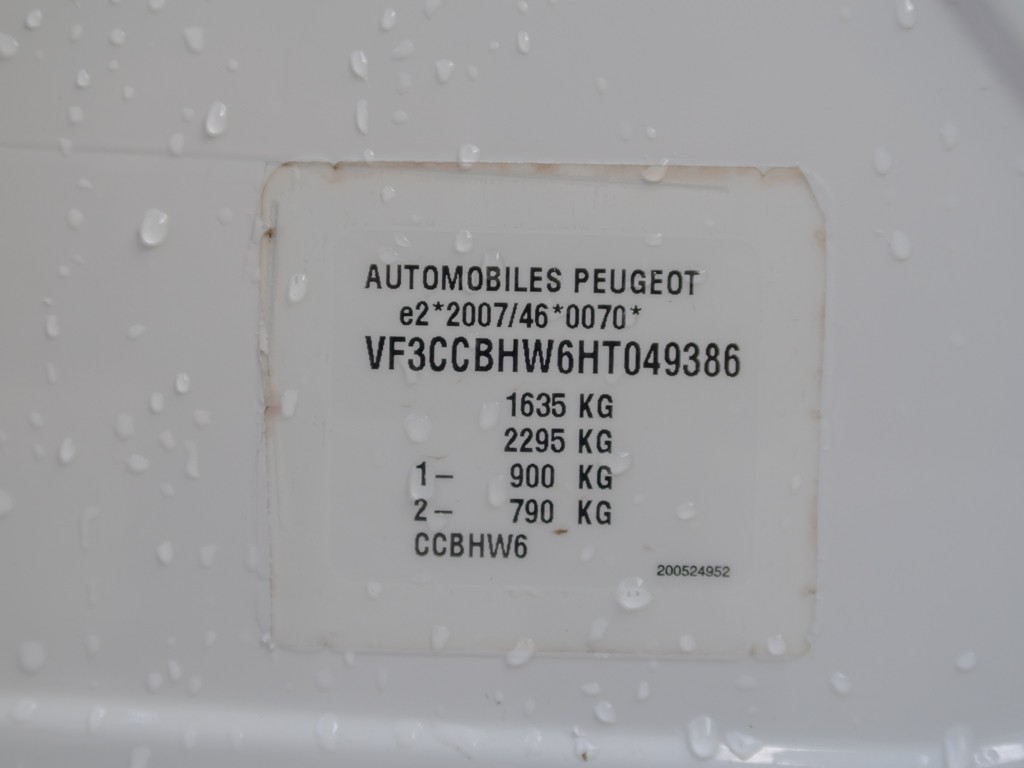 AUTOMOBILES PEUGEOT
e2*2007/46*0070*
VF3CCBHW6HT049386
1635 KG
2295 KG
1- 900 KG
2- 790 KG
CCBHW6
200524952